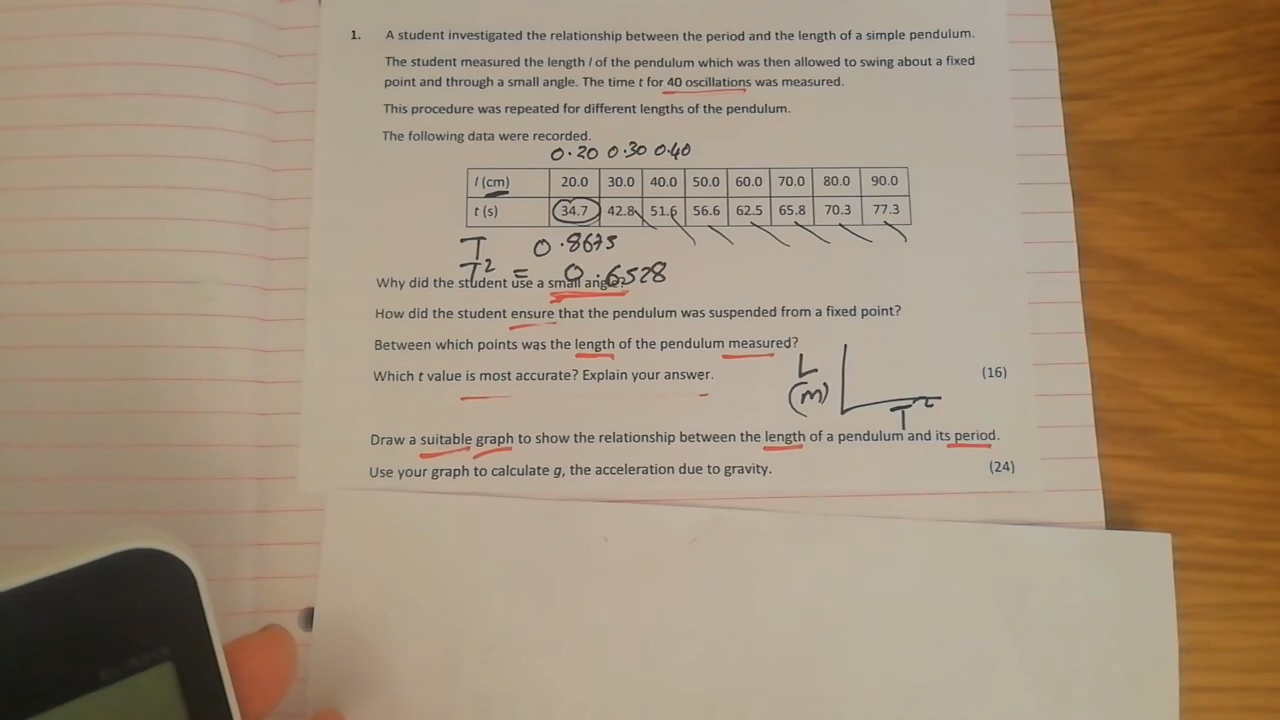 1. A student investigated the relationship between the period and the length of a simple pendulum.
The student measured the length l of the pendulum which was then allowed to swing about a fixed
point and through a small angle. The time t for 40 oscillations was measured.
This procedure was repeated for different lengths of the pendulum.
The following data were recorded.
0.20 0.30 0.40
l (cm) 20.0 30.0 40.0 50.0 60.0 70.0 80.0 90.0
t (s) 34.7 42.8 51.6 56.6 62.5 65.8 70.3 77.3
T 0.8675
T² = 0.6528
Why did the student use a small angle?
How did the student ensure that the pendulum was suspended from a fixed point?
Between which points was the length of the pendulum measured?
Which t value is most accurate? Explain your answer. (16)
L
(m)
T²
Draw a suitable graph to show the relationship between the length of a pendulum and its period.
Use your graph to calculate g, the acceleration due to gravity. (24)